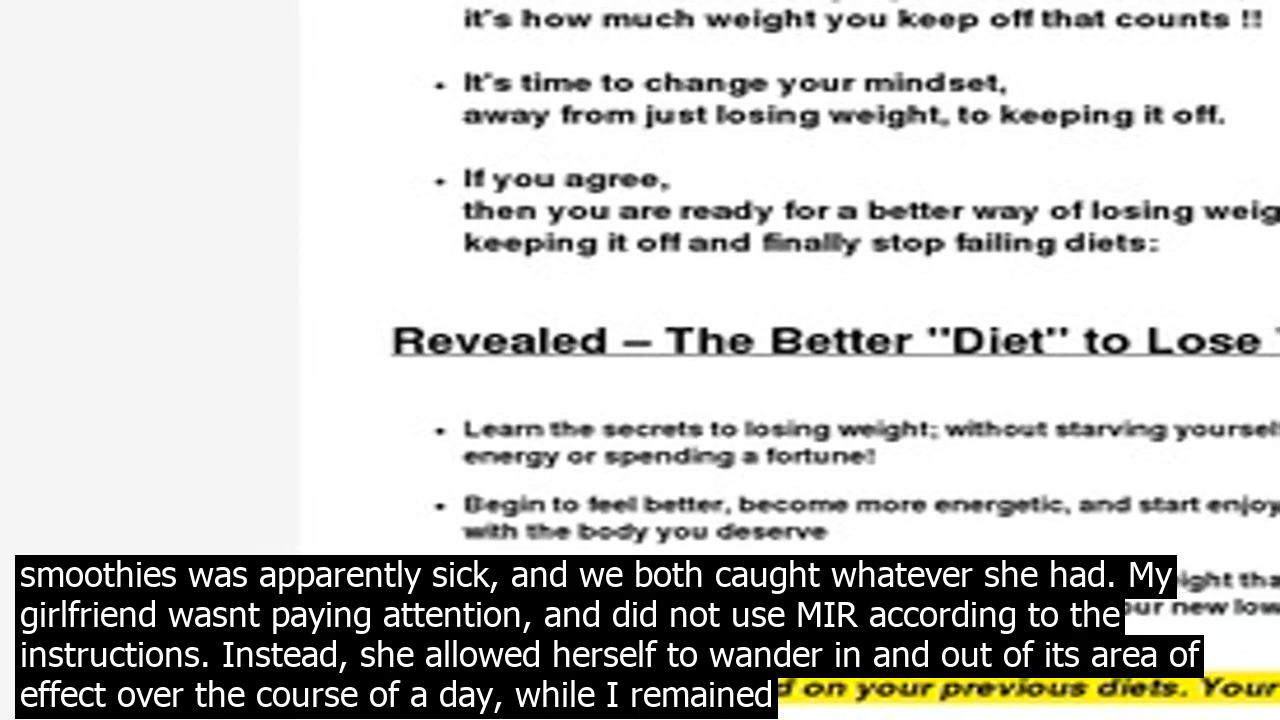 it's how much weight you keep off that counts !!
• It's time to change your mindset,
away from just losing weight, to keeping it off.
• If you agree,
then you are ready for a better way of losing
keeping it off and finally stop failing diets:
Revealed – The Better "Diet" to Lose
• Learn the secrets to losing weight; without starving
energy or spending a fortune!
• Begin to feel better, become more energetic, and start
with the body you deserve
new
on your previous diets. Your
smoothies was apparently sick, and we both caught whatever she had. My
girlfriend wasnt paying attention, and did not use MIR according to the
instructions. Instead, she allowed herself to wander in and out of its area of
effect over the course of a day, while I remained